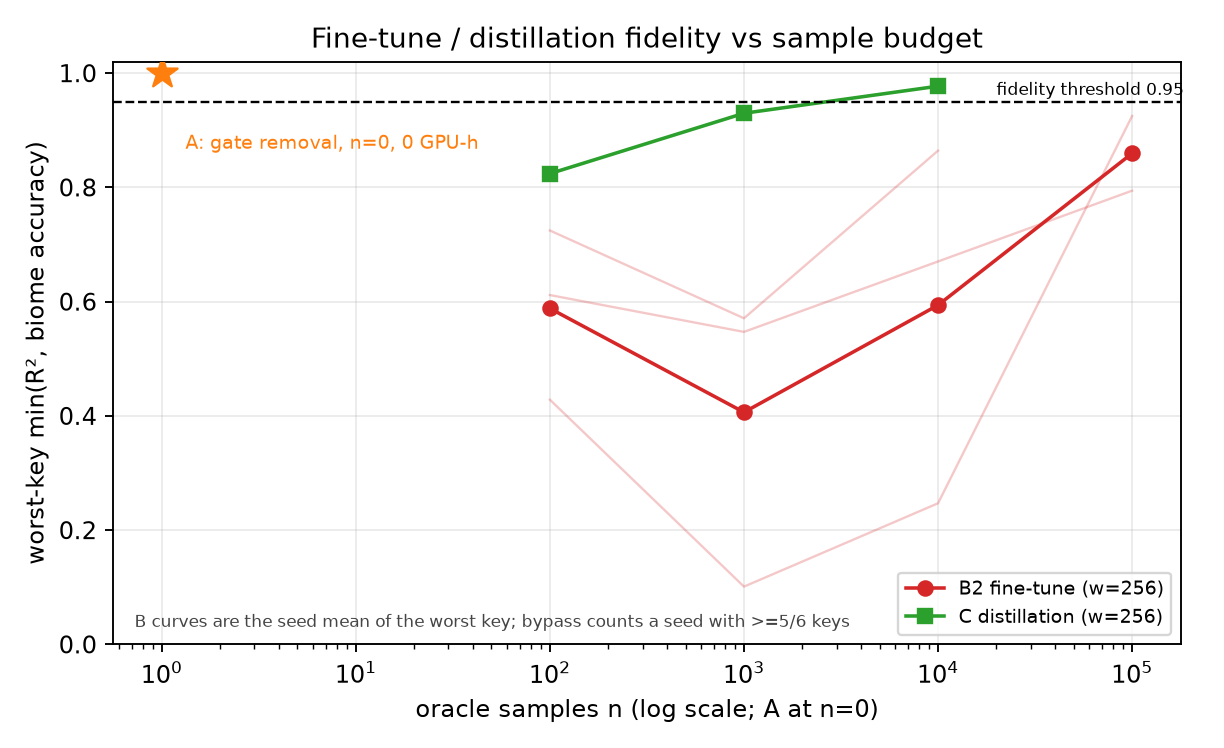 Fine-tune / distillation fidelity vs sample budget
worst-key min(R², biome accuracy)
1.0
0.8
0.6
0.4
0.2
0.0
fidelity threshold 0.95
A: gate removal, n=0, 0 GPU-h
B2 fine-tune (w=256)
C distillation (w=256)
B curves are the seed mean of the worst key; bypass counts a seed with >=5/6 keys
10⁰ 10¹ 10² 10³ 10⁴ 10⁵
oracle samples n (log scale; A at n=0)